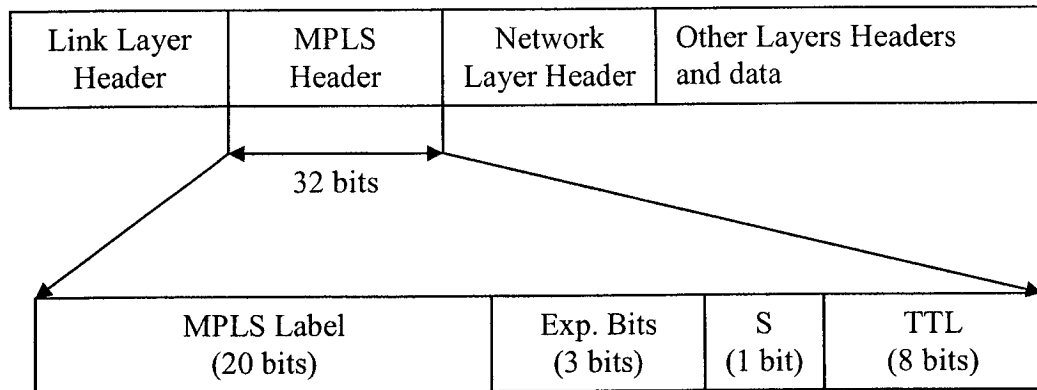 Link Layer
Header
MPLS
Header
Network
Layer Header
Other Layers Headers
and data
32 bits
MPLS Label
(20 bits)
Exp. Bits
(3 bits)
S
(1 bit)
TTL
(8 bits)